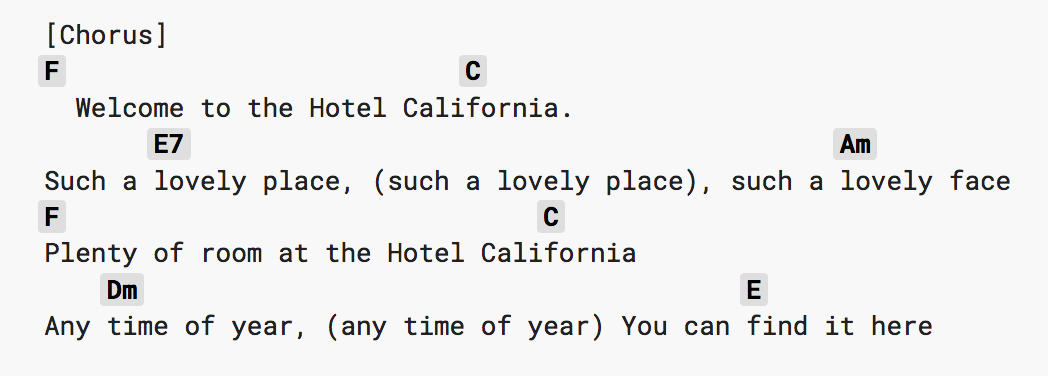 [Chorus]
F C
Welcome to the Hotel California.
E7 Am
Such a lovely place, (such a lovely place), such a lovely face
F C
Plenty of room at the Hotel California
Dm E
Any time of year, (any time of year) You can find it here